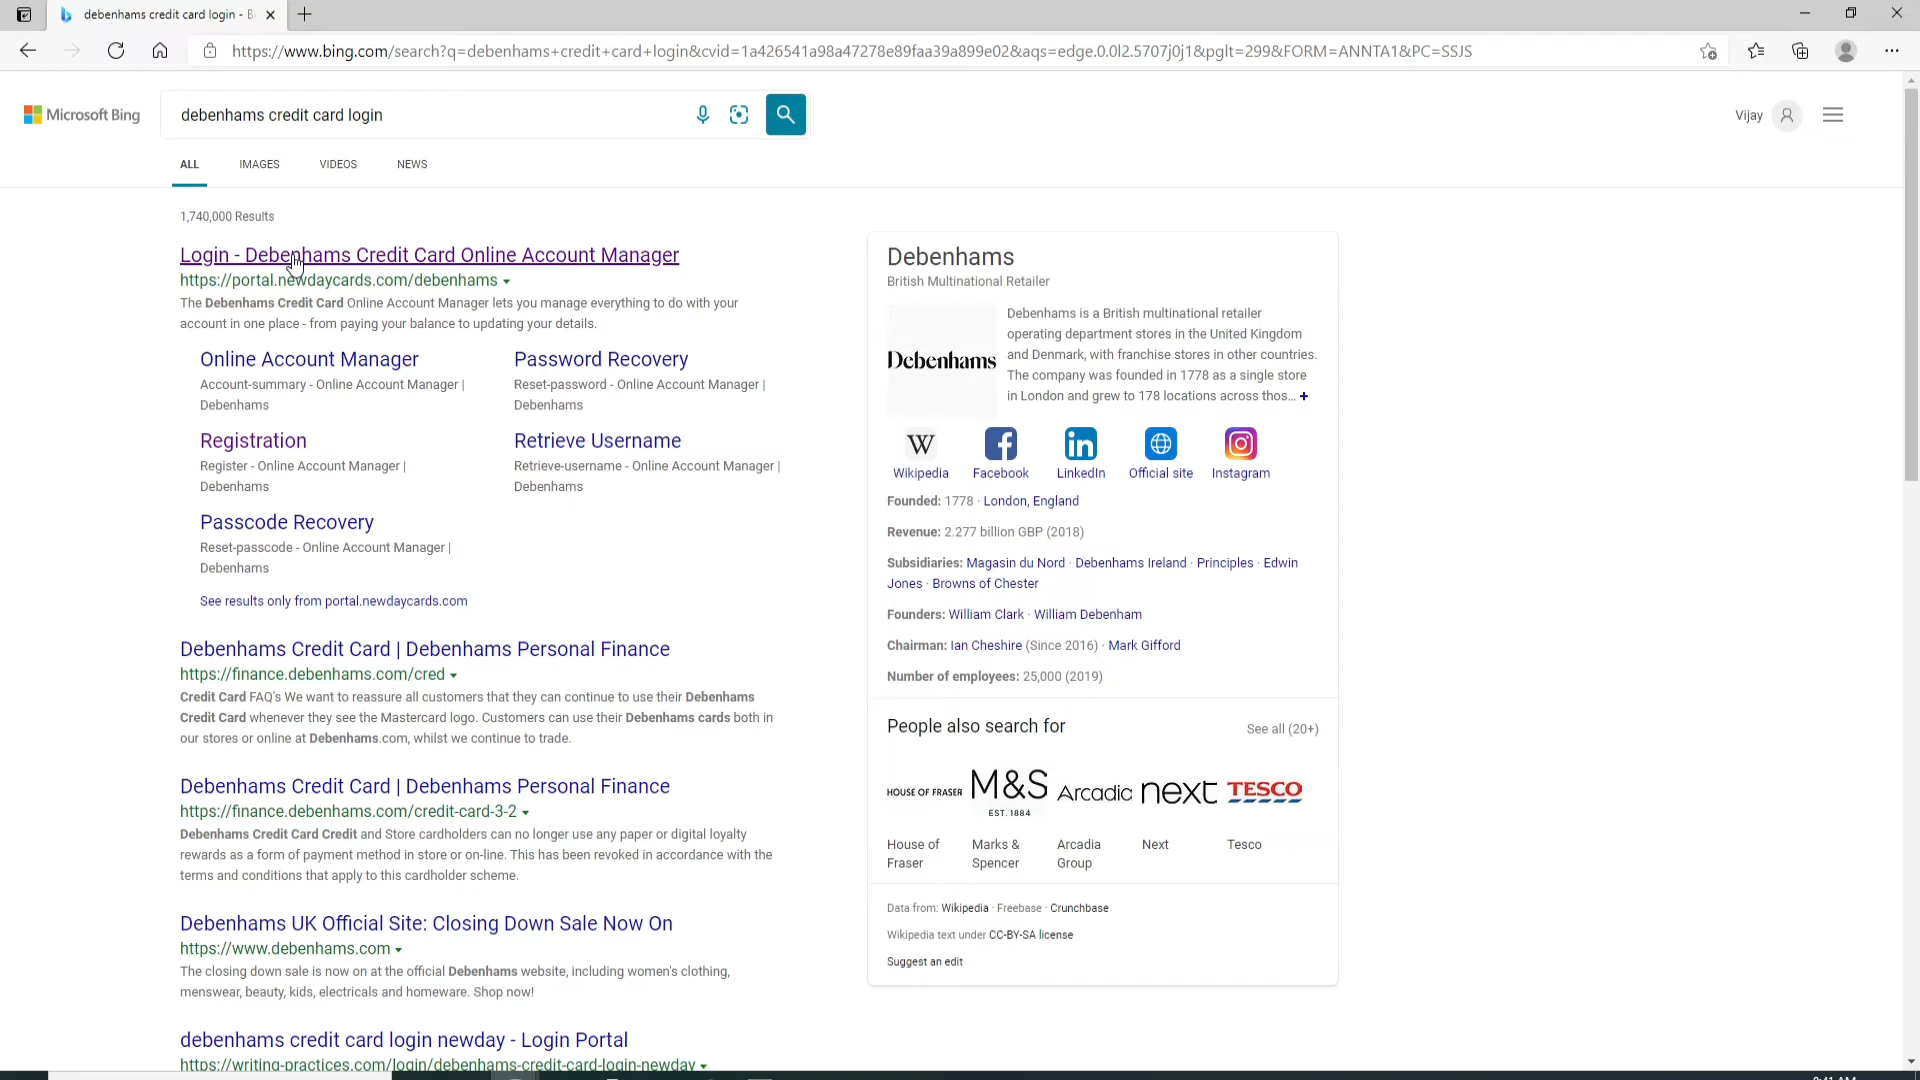 debenhams credit card login - B
https://www.bing.com/search?q=debenhams+credit+card+login&cvid=1a426541a98a47278e89faa39a899e02&aqs=edge.0.0l2.5707j0j1&pglt=299&FORM=ANNTA1&PC=SSJS
Microsoft Bing
debenhams credit card login
Vijay
ALL IMAGES VIDEOS NEWS
1,740,000 Results
Login - Debenhams Credit Card Online Account Manager
https://portal.newdaycards.com/debenhams
The Debenhams Credit Card Online Account Manager lets you manage everything to do with your
account in one place - from paying your balance to updating your details.
Online Account Manager
Account-summary - Online Account Manager |
Debenhams
Password Recovery
Reset-password - Online Account Manager |
Debenhams
Registration
Register - Online Account Manager |
Debenhams
Retrieve Username
Retrieve-username - Online Account Manager |
Debenhams
Passcode Recovery
Reset-passcode - Online Account Manager |
Debenhams
See results only from portal.newdaycards.com
Debenhams Credit Card | Debenhams Personal Finance
https://finance.debenhams.com/cred
Credit Card FAQ's We want to reassure all customers that they can continue to use their Debenhams
Credit Card whenever they see the Mastercard logo. Customers can use their Debenhams cards both in
our stores or online at Debenhams.com, whilst we continue to trade.
Debenhams Credit Card | Debenhams Personal Finance
https://finance.debenhams.com/credit-card-3-2
Debenhams Credit Card Credit and Store cardholders can no longer use any paper or digital loyalty
rewards as a form of payment method in store or on-line. This has been revoked in accordance with the
terms and conditions that apply to this cardholder scheme.
Debenhams UK Official Site: Closing Down Sale Now On
https://www.debenhams.com
The closing down sale is now on at the official Debenhams website, including women's clothing,
menswear, beauty, kids, electricals and homeware. Shop now!
debenhams credit card login newday - Login Portal
https://writing-practices.com/login/debenhams-credit-card-login-newday
Debenhams
British Multinational Retailer
Debenhams
Debenhams is a British multinational retailer
operating department stores in the United Kingdom
and Denmark, with franchise stores in other countries.
The company was founded in 1778 as a single store
in London and grew to 178 locations across thos... +
W
Wikipedia Facebook LinkedIn Official site Instagram
Founded: 1778 · London, England
Revenue: 2.277 billion GBP (2018)
Subsidiaries: Magasin du Nord · Debenhams Ireland · Principles · Edwin
Jones · Browns of Chester
Founders: William Clark · William Debenham
Chairman: Ian Cheshire (Since 2016) · Mark Gifford
Number of employees: 25,000 (2019)
People also search for
See all (20+)
HOUSE OF FRASER M&S Arcadia next TESCO
EST. 1884
House of
Fraser
Marks &
Spencer
Arcadia
Group
Next
Tesco
Data from: Wikipedia · Freebase · Crunchbase
Wikipedia text under CC-BY-SA license
Suggest an edit